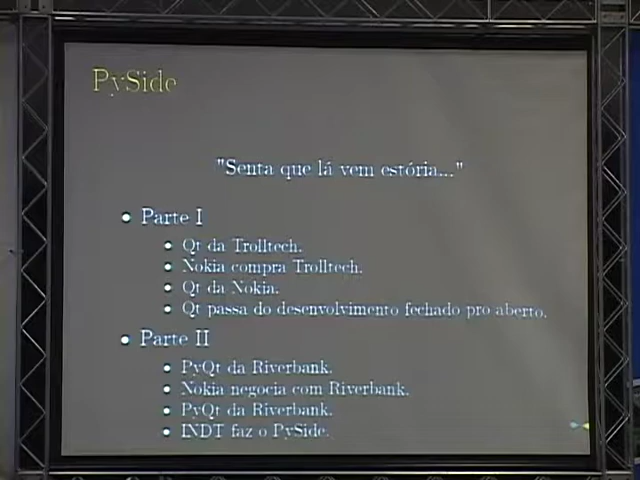 PySide
"Senta que lá vem estória..."
• Parte I
• Qt da Trolltech.
• Nokia compra Trolltech.
• Qt da Nokia.
• Qt passa do desenvolvimento fechado pro aberto.
• Parte II
• PyQt da Riverbank.
• Nokia negocia com Riverbank.
• PyQt da Riverbank.
• INDT faz o PySide.